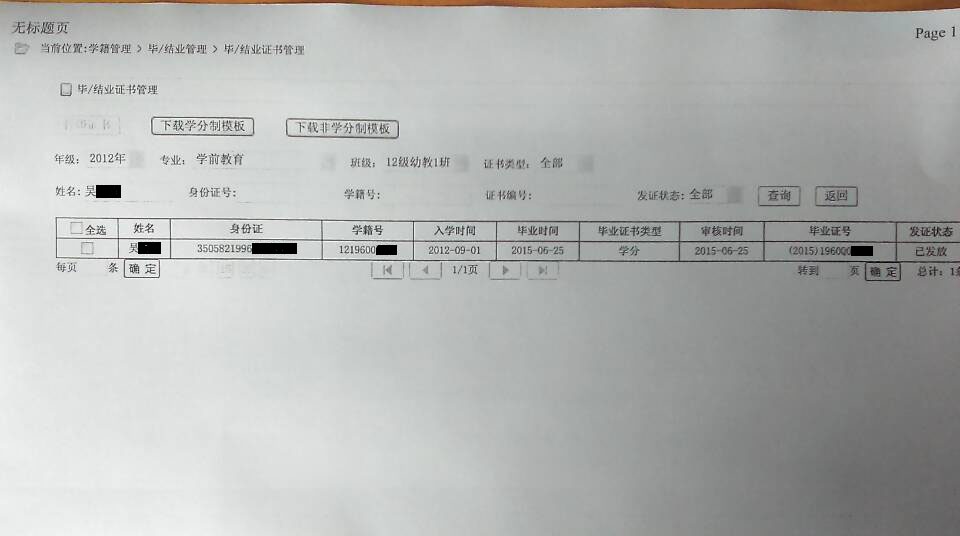 无标题页
Page 1
当前位置:学籍管理 > 毕/结业管理 > 毕/结业证书管理
毕/结业证书管理
下载学分制模板 下载非学分制模板
年级: 2012年 专业: 学前教育 班级: 12级幼教1班 证书类型: 全部
姓名: 吴 身份证号: 学籍号: 证书编号: 发证状态: 全部 查询 返回
全选 姓名 身份证 学籍号 入学时间 毕业时间 毕业证书类型 审核时间 毕业证号 发证状态
吴 3505821996 1219600 2012-09-01 2015-06-25 学分 2015-06-25 (2015)196000 已发放
每页 条 确定 1/1页 转到 页 确定 总计: 1